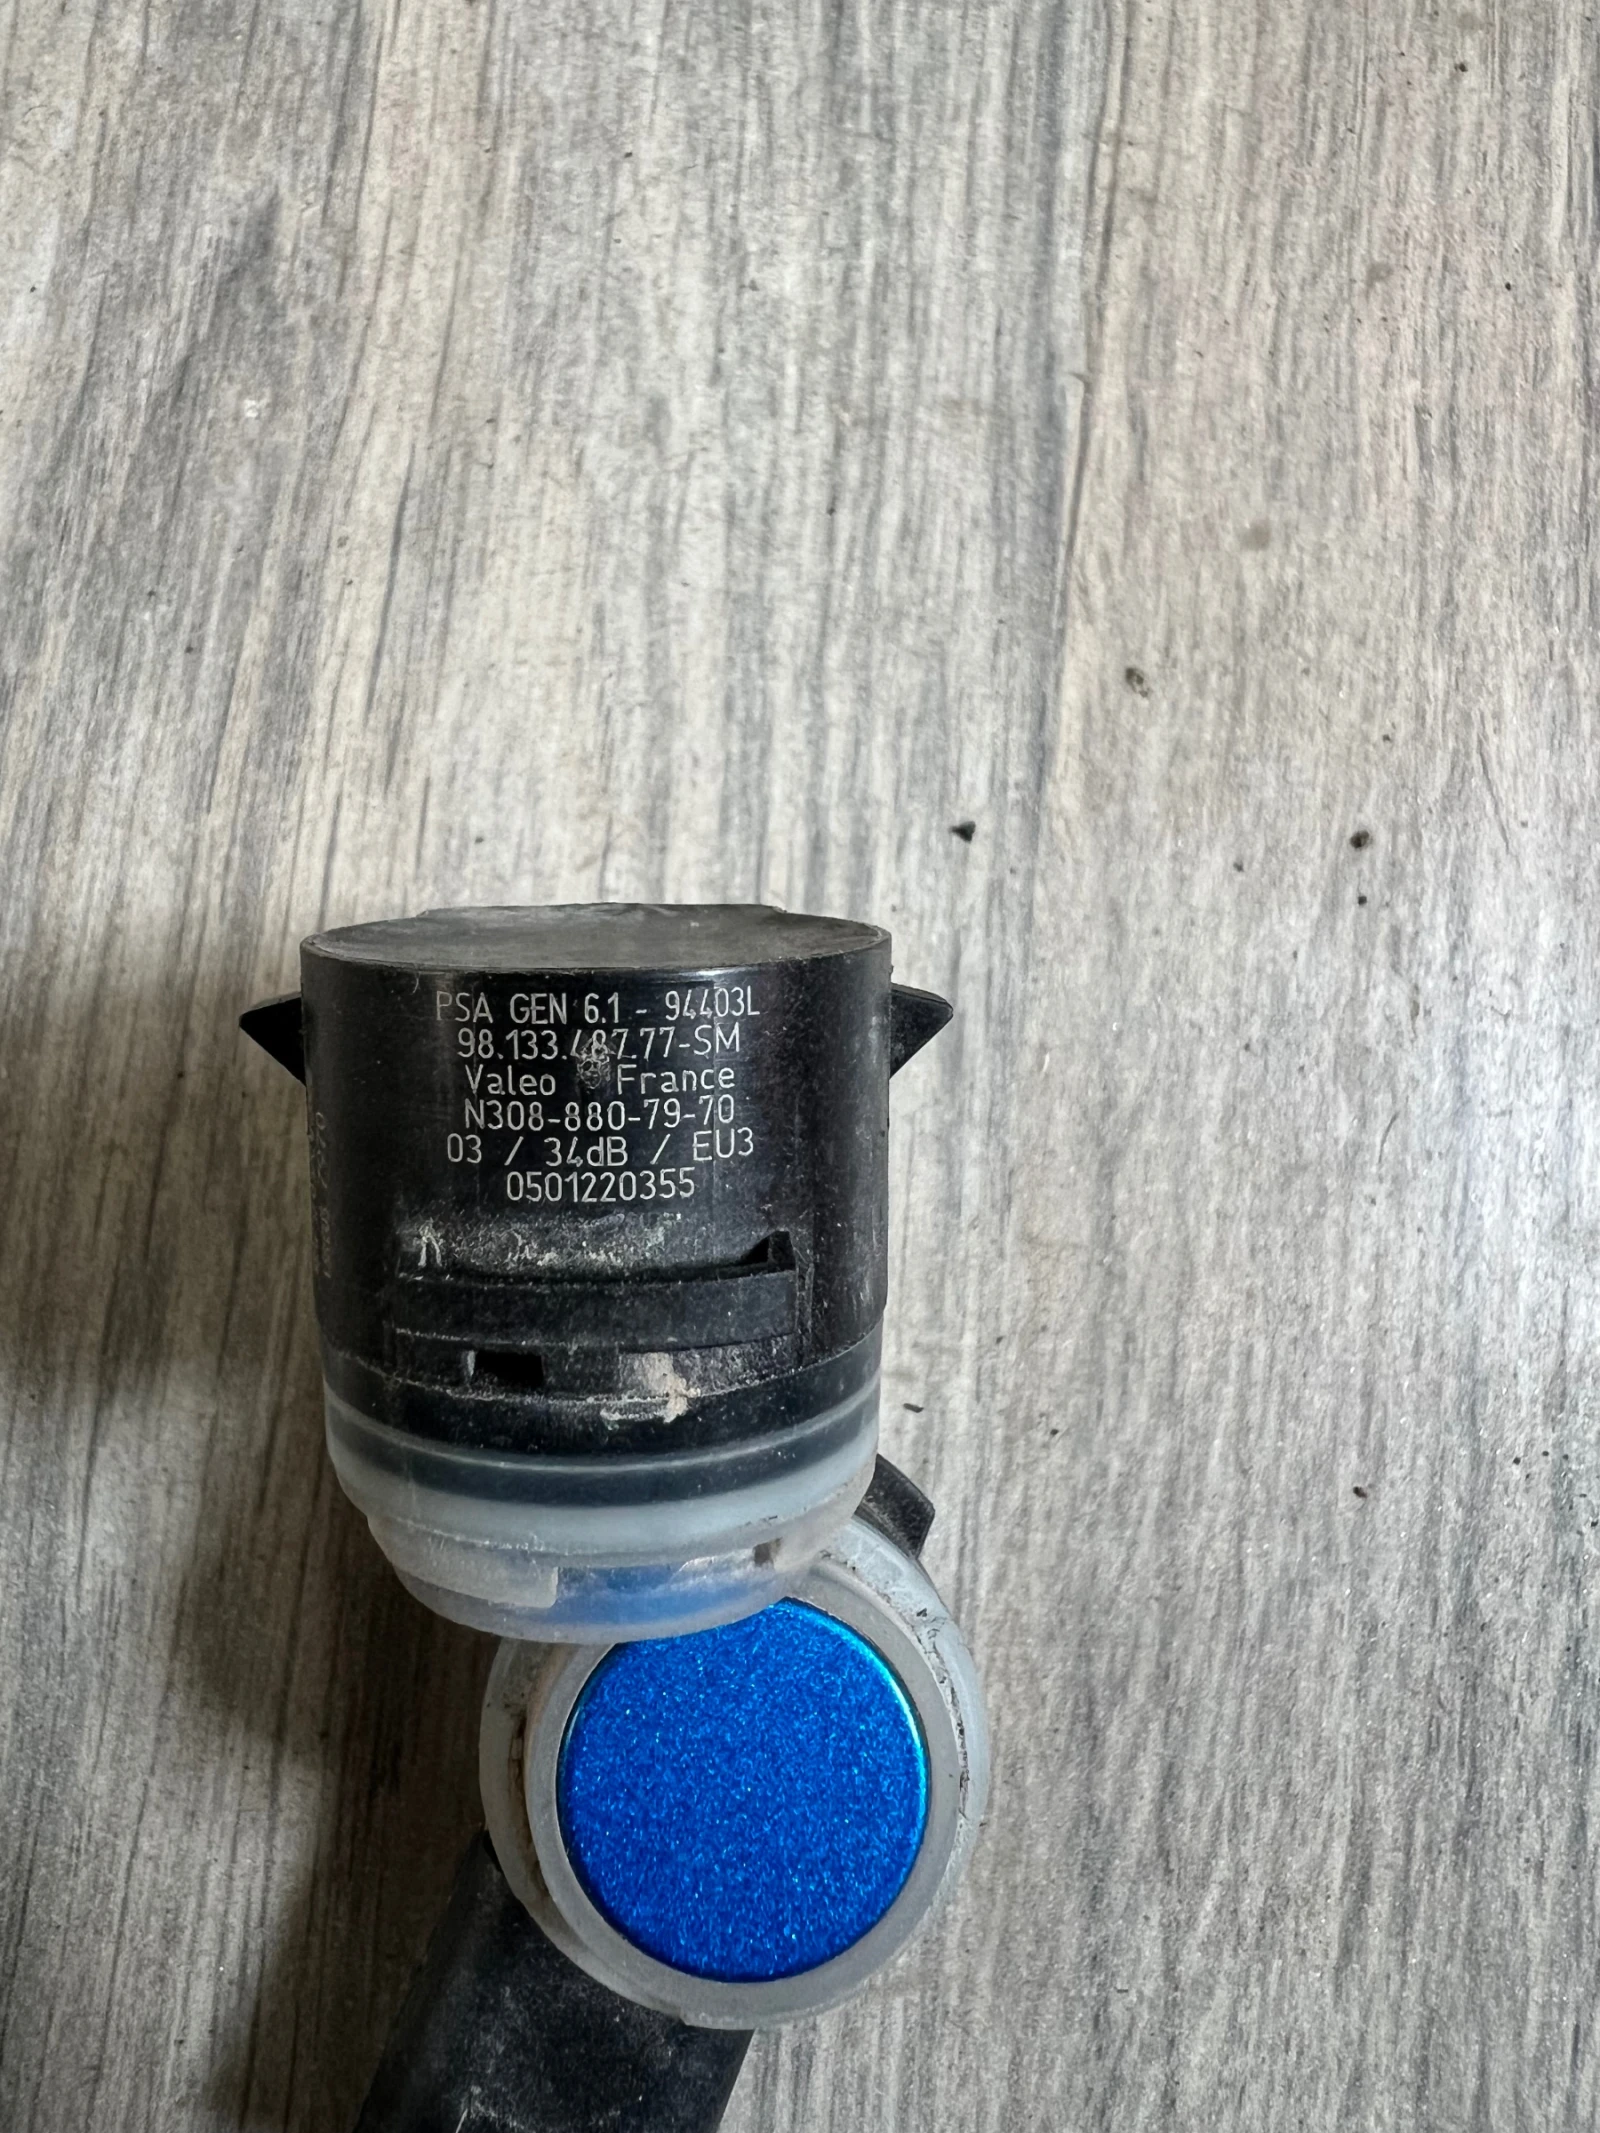 PSA GEN 6.1 - 94403L
98.133.487.77-SM
Valeo France
N308-880-79-70
03 / 34dB / EU3
0501220355